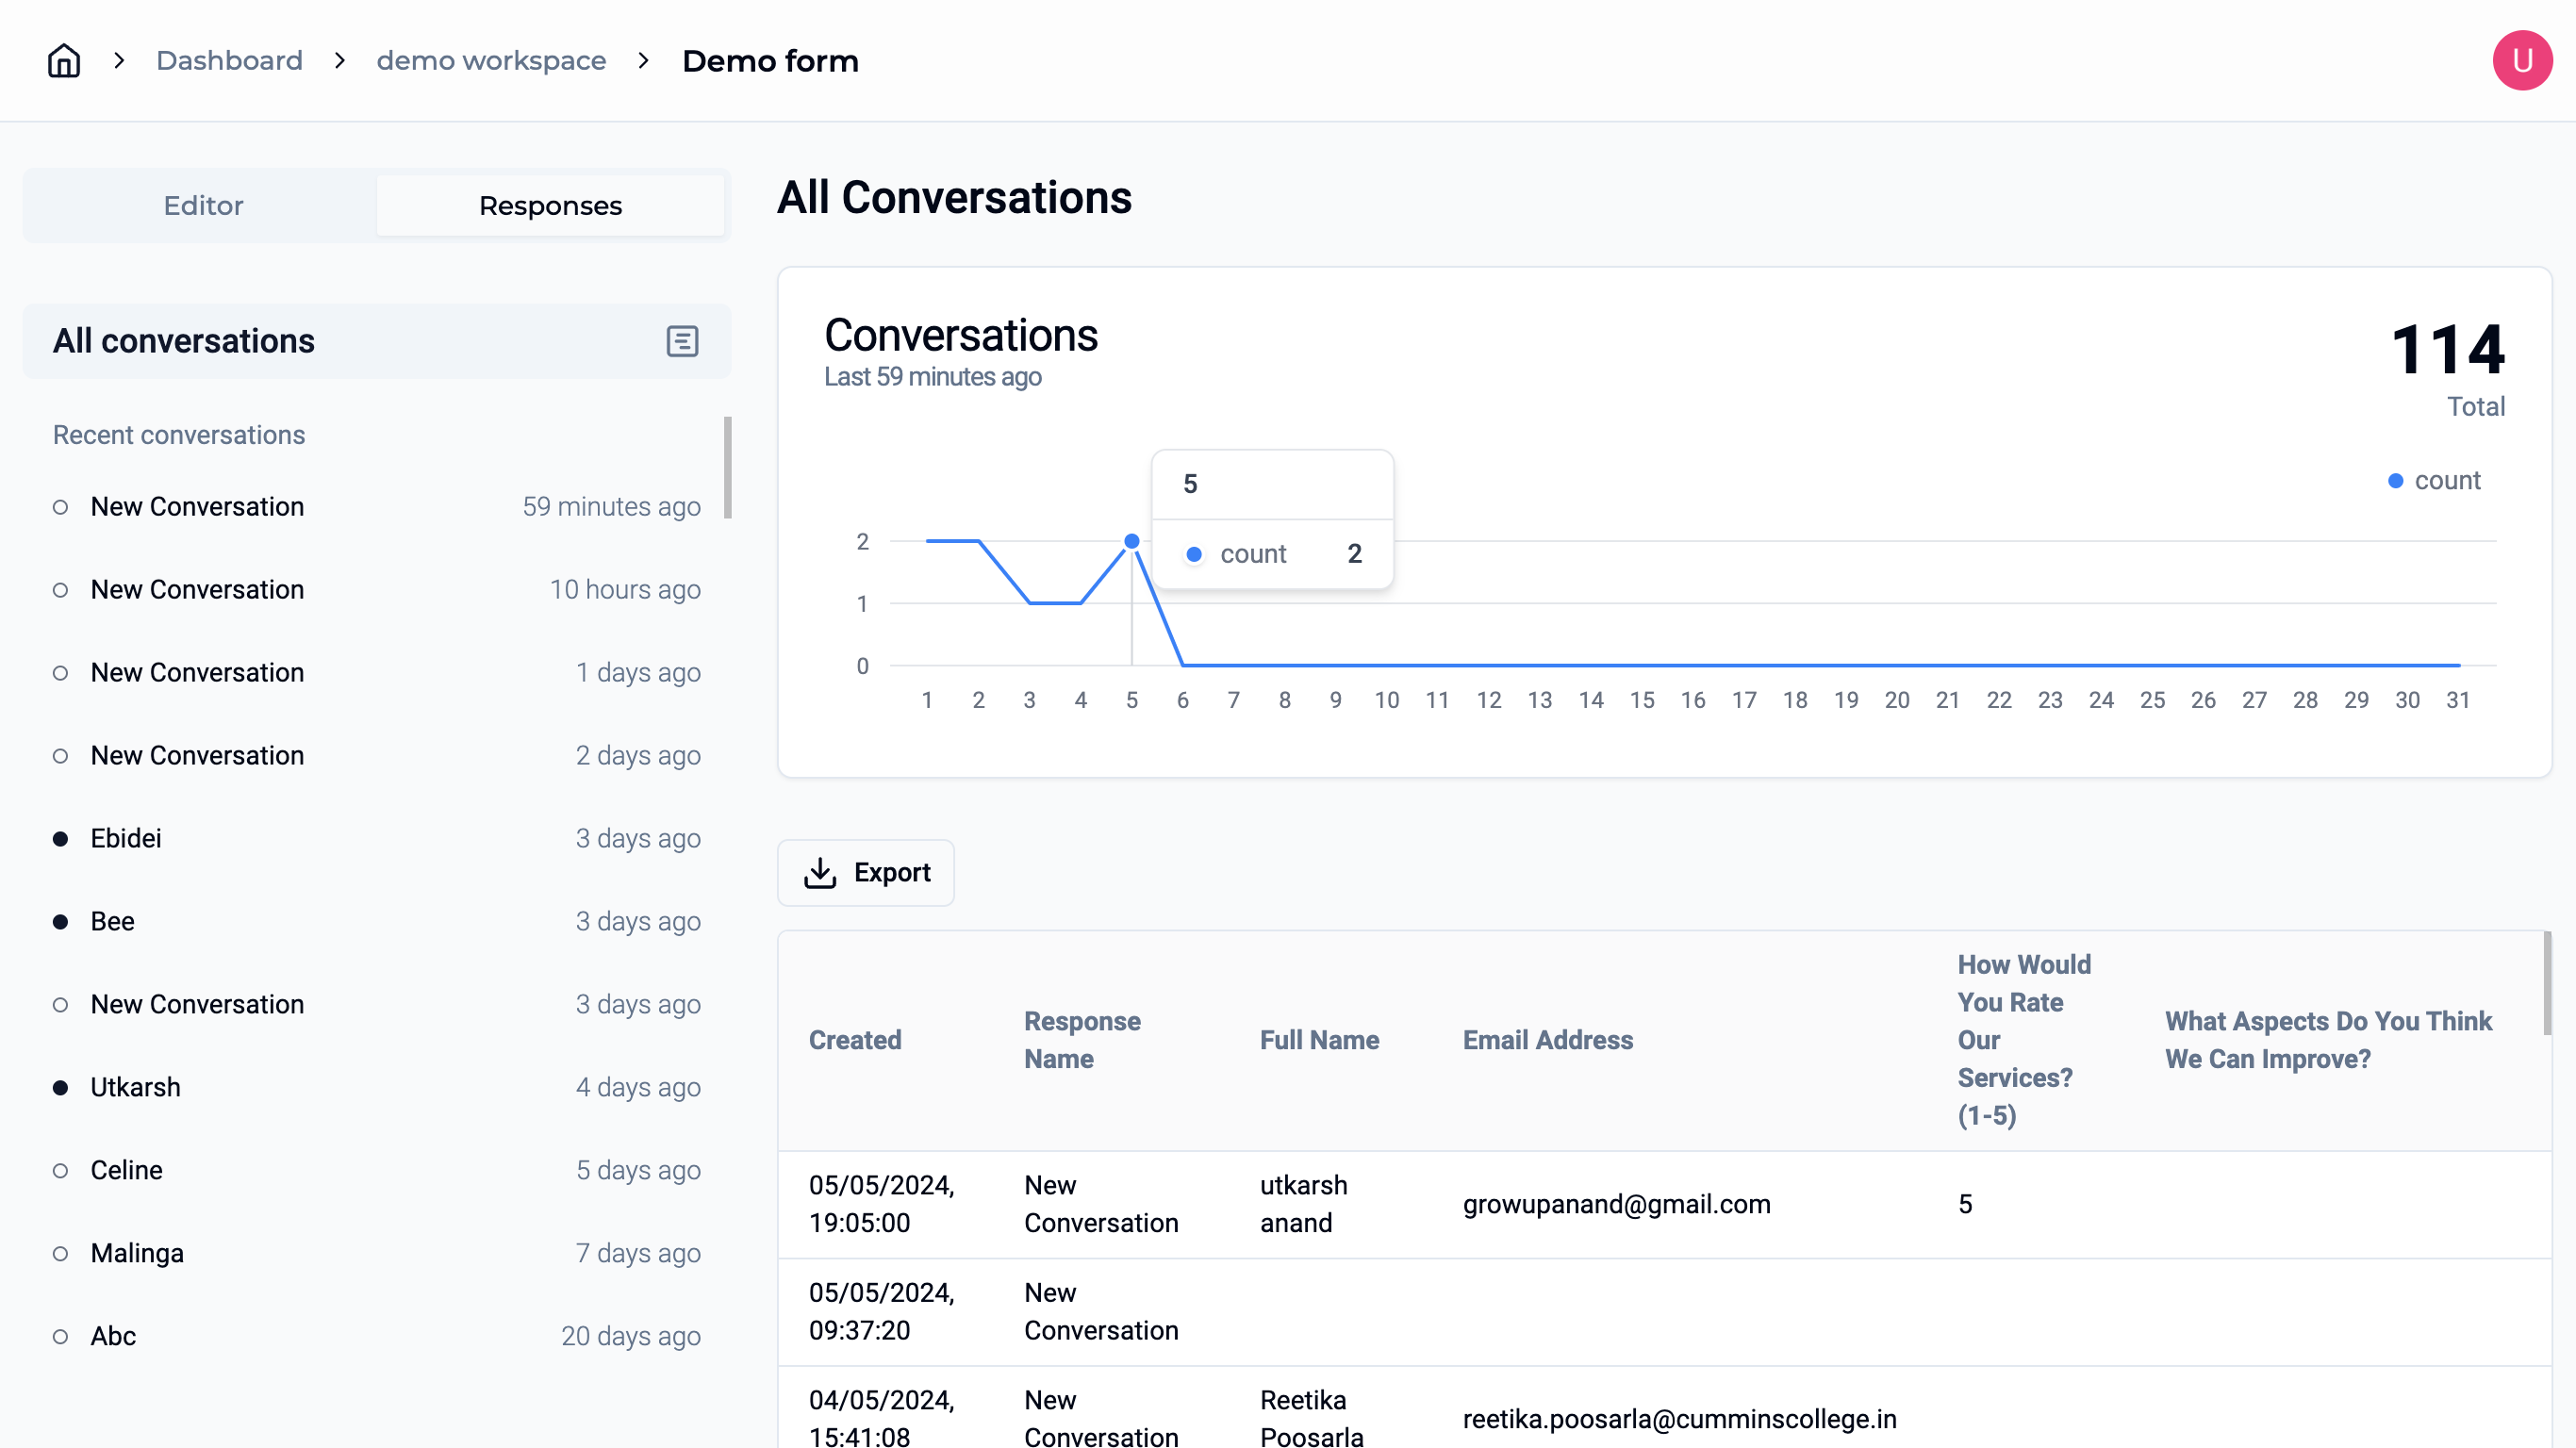 Dashboard > demo workspace > Demo form
U
Editor
Responses
All conversations
Recent conversations
New Conversation 59 minutes ago
New Conversation 10 hours ago
New Conversation 1 days ago
New Conversation 2 days ago
Ebidei 3 days ago
Bee 3 days ago
New Conversation 3 days ago
Utkarsh 4 days ago
Celine 5 days ago
Malinga 7 days ago
Abc 20 days ago
All Conversations
Conversations
Last 59 minutes ago
114
Total
count
5
count 2
2
1
0
1 2 3 4 5 6 7 8 9 10 11 12 13 14 15 16 17 18 19 20 21 22 23 24 25 26 27 28 29 30 31
Export
Created
Response
Name
Full Name
Email Address
How Would
You Rate
Our
Services?
(1-5)
What Aspects Do You Think
We Can Improve?
05/05/2024,
19:05:00
New
Conversation
utkarsh
anand
growupanand@gmail.com
5
05/05/2024,
09:37:20
New
Conversation
04/05/2024,
15:41:08
New
Conversation
Reetika
Poosarla
reetika.poosarla@cumminscollege.in